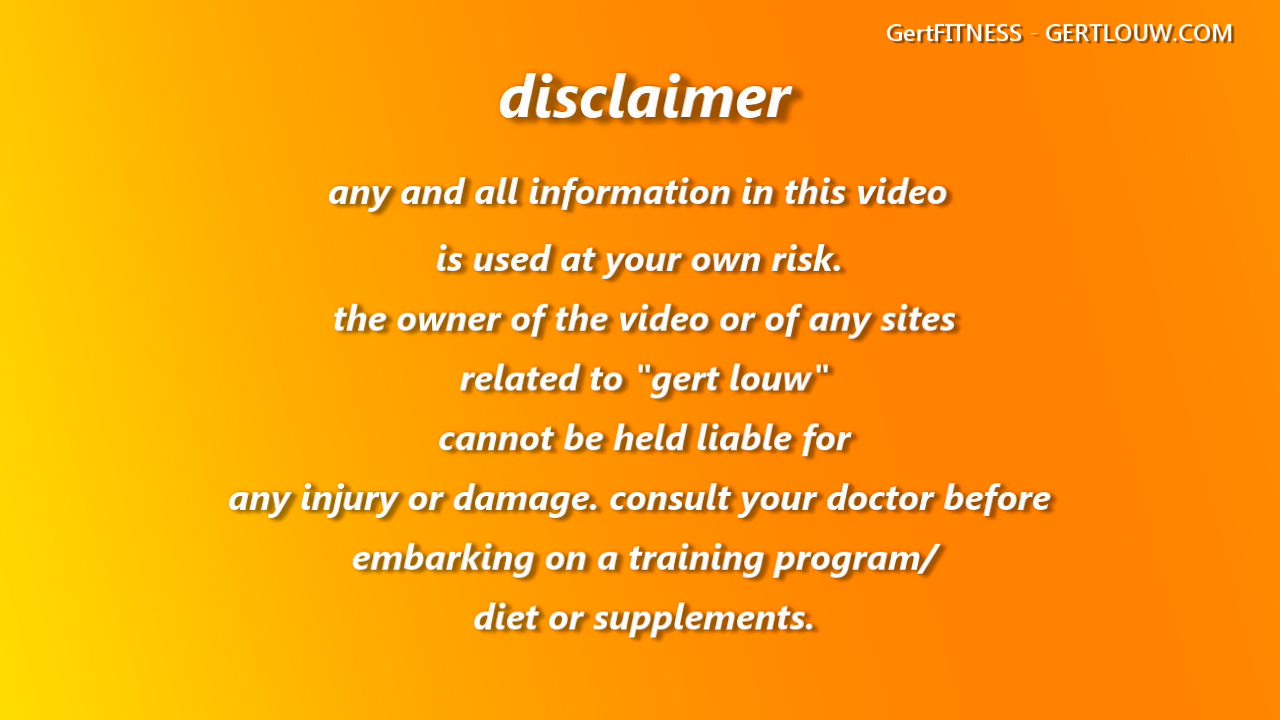 GertFITNESS - GERTLOUW.COM
disclaimer
any and all information in this video
is used at your own risk.
the owner of the video or of any sites
related to "gert louw"
cannot be held liable for
any injury or damage. consult your doctor before
embarking on a training program/
diet or supplements.